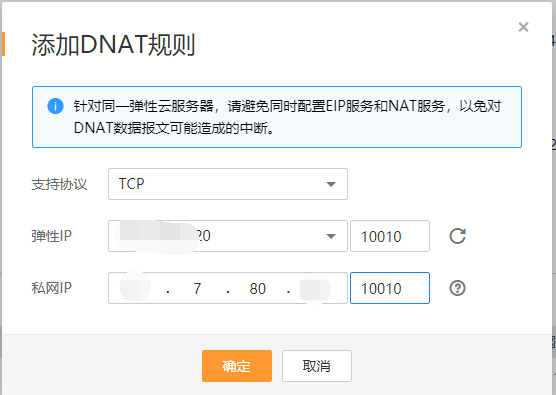 添加DNAT规则
针对同一弹性云服务器，请避免同时配置EIP服务和NAT服务，以免对
DNAT数据报文可能造成的中断。
支持协议 TCP
弹性IP 20 10010
私网IP . 7 . 80 . 10010
确定 取消